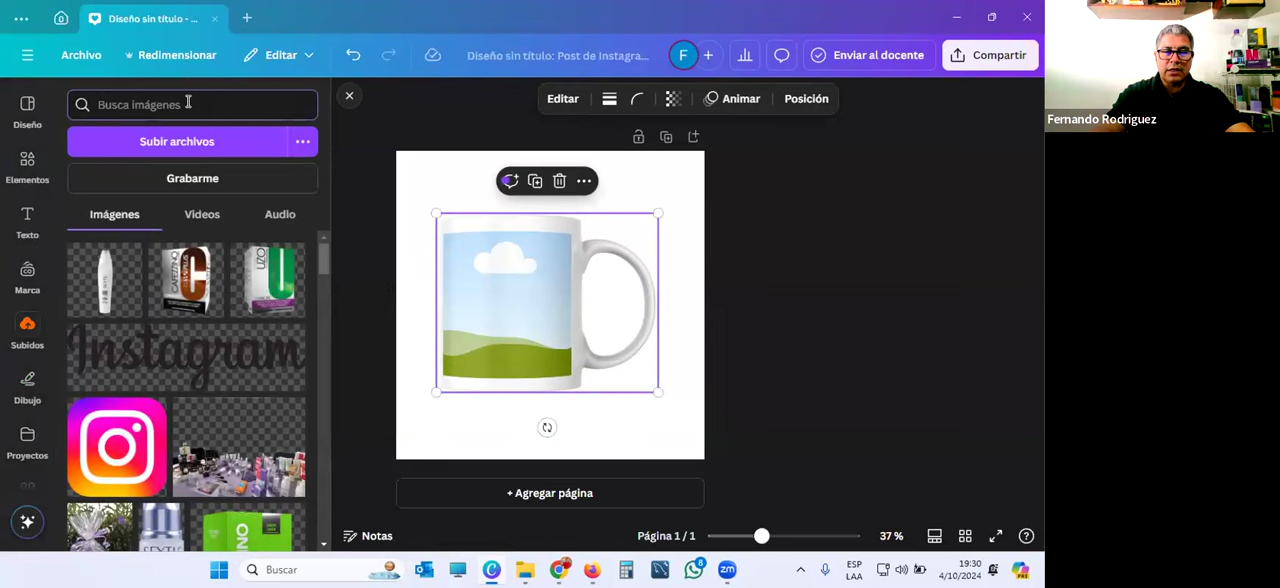 Diseño sin título - ...
Archivo
Redimensionar
Editar
Diseño sin título: Post de Instagra...
F
Enviar al docente
Compartir
Fernando Rodriguez
Diseño
Elementos
Texto
Marca
Subidos
Dibujo
Proyectos
Busca imágenes
Subir archivos
Grabarme
Imágenes
Videos
Audio
Instagram
Editar
Animar
Posición
+ Agregar página
Notas
Página 1 / 1
37 %
Buscar
8
zm
ESP
LAA
19:30
4/10/2024